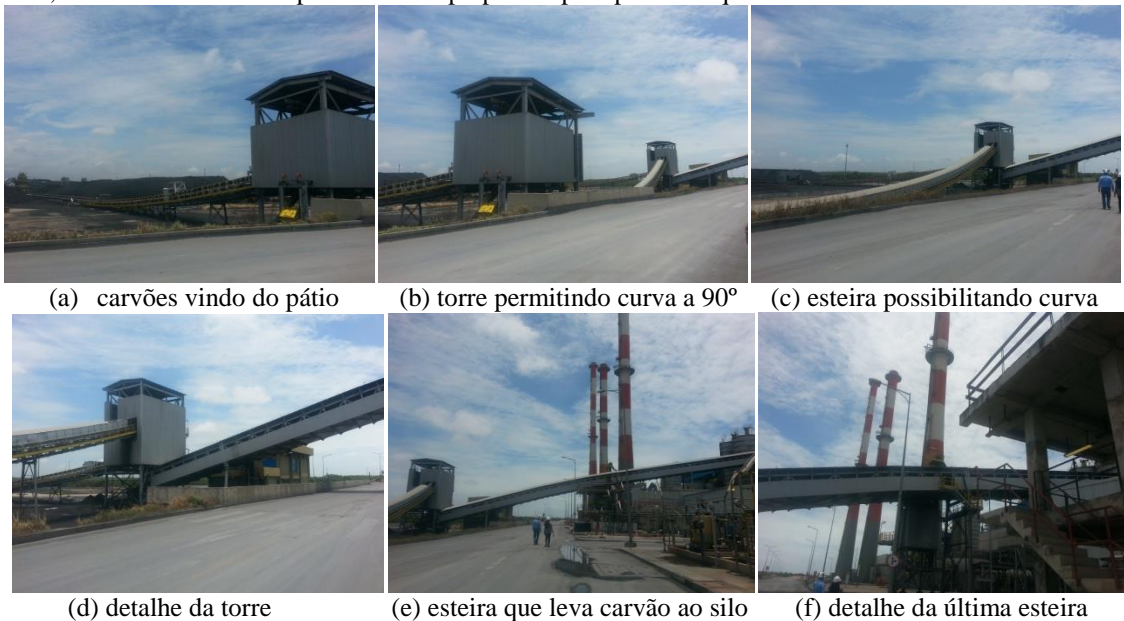 (a) carvões vindo do pátio
(b) torre permitindo curva a 90º
(c) esteira possibilitando curva
(d) detalhe da torre
(e) esteira que leva carvão ao silo
(f) detalhe da última esteira